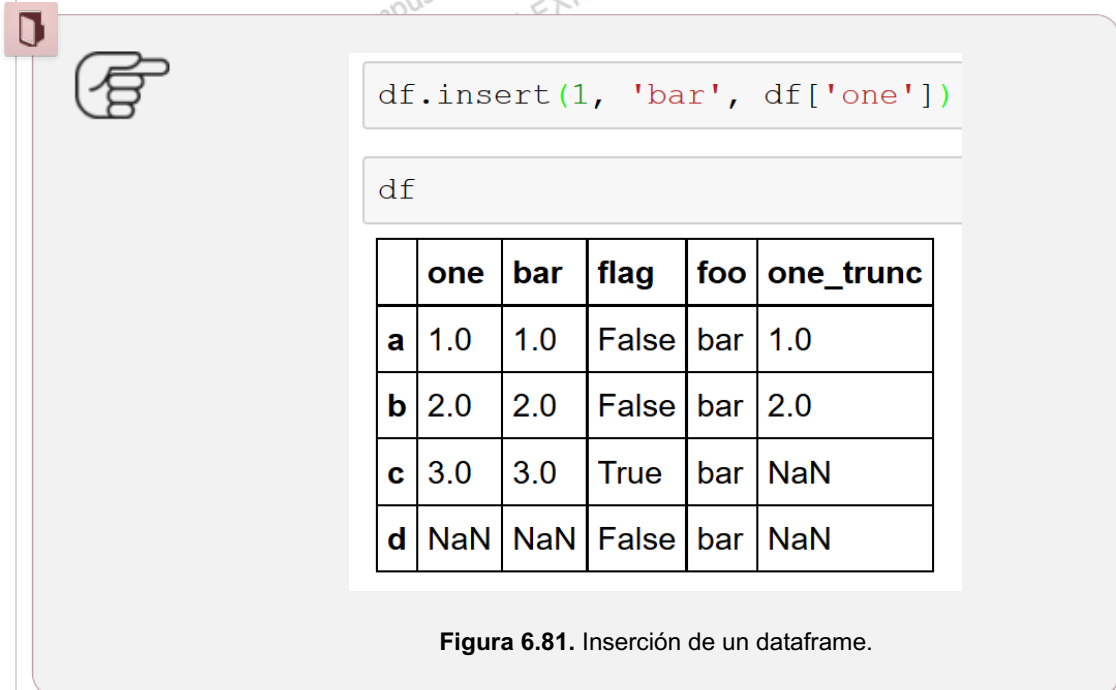 df.insert(1, 'bar', df['one'])
df
one bar flag foo one_trunc
a 1.0 1.0 False bar 1.0
b 2.0 2.0 False bar 2.0
c 3.0 3.0 True bar NaN
d NaN NaN False bar NaN
Figura 6.81. Inserción de un dataframe.